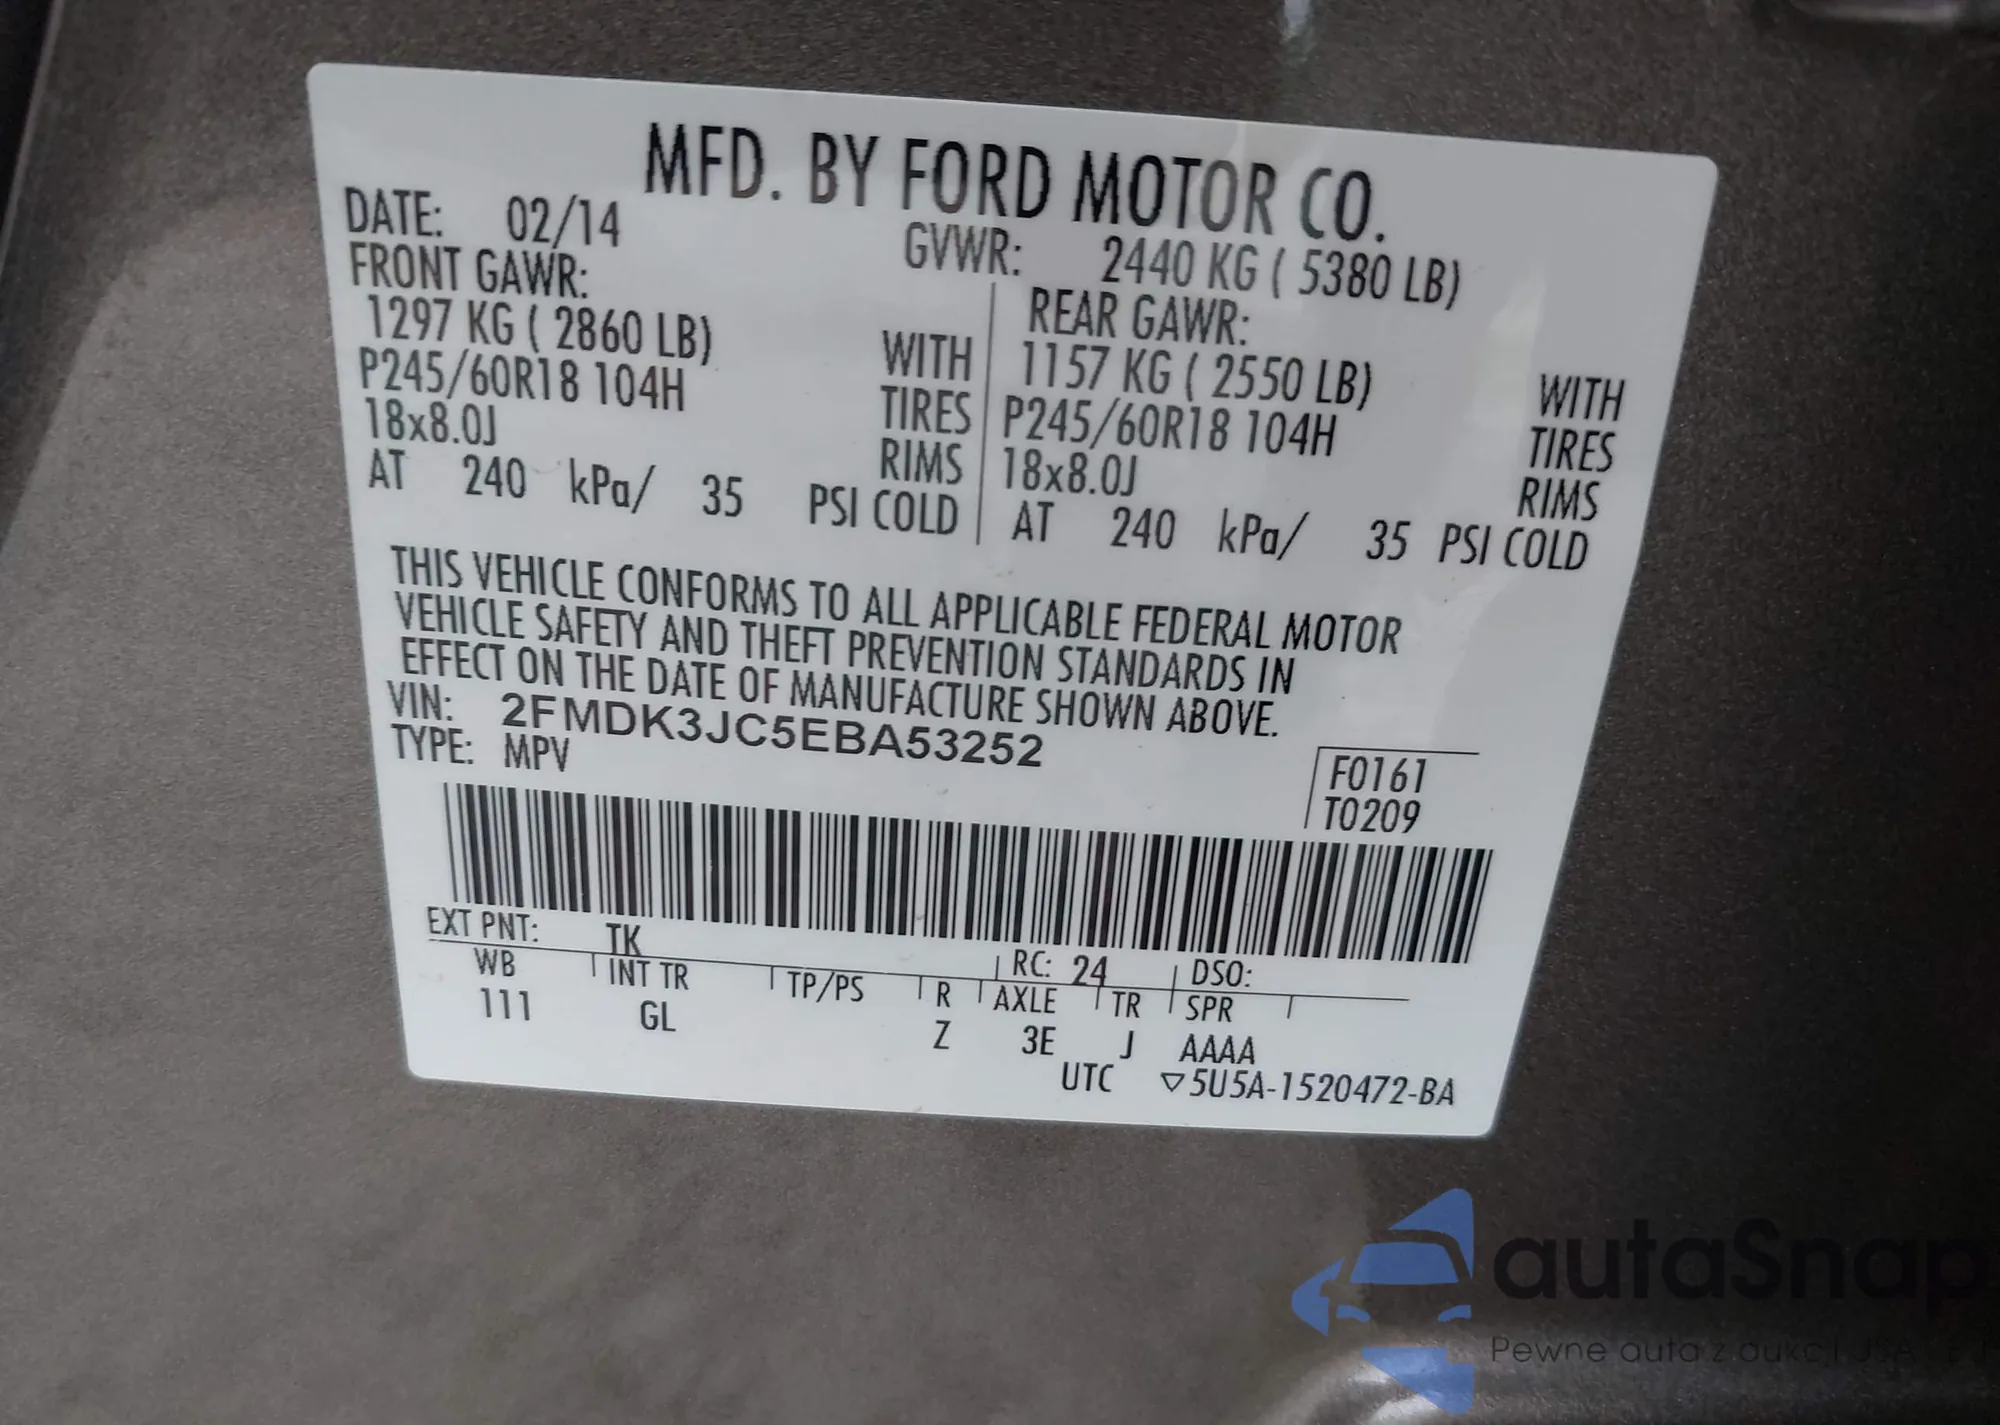 MFD. BY FORD MOTOR CO.
DATE: 02/14 GVWR: 2440 KG ( 5380 LB)
FRONT GAWR: REAR GAWR:
1297 KG ( 2860 LB) WITH 1157 KG ( 2550 LB) WITH
P245/60R18 104H TIRES P245/60R18 104H TIRES
18x8.0J RIMS 18x8.0J RIMS
AT 240 kPa/ 35 PSI COLD AT 240 kPa/ 35 PSI COLD
THIS VEHICLE CONFORMS TO ALL APPLICABLE FEDERAL MOTOR
VEHICLE SAFETY AND THEFT PREVENTION STANDARDS IN
EFFECT ON THE DATE OF MANUFACTURE SHOWN ABOVE.
VIN: 2FMDK3JC5EBA53252
TYPE: MPV
F0161
T0209
EXT PNT: TK RC: 24 DSO:
WB INT TR TP/PS R AXLE TR SPR
111 GL Z 3E J AAAA
UTC ▽5U5A-1520472-BA
autaSnap
Pewne auta z aukcji USA